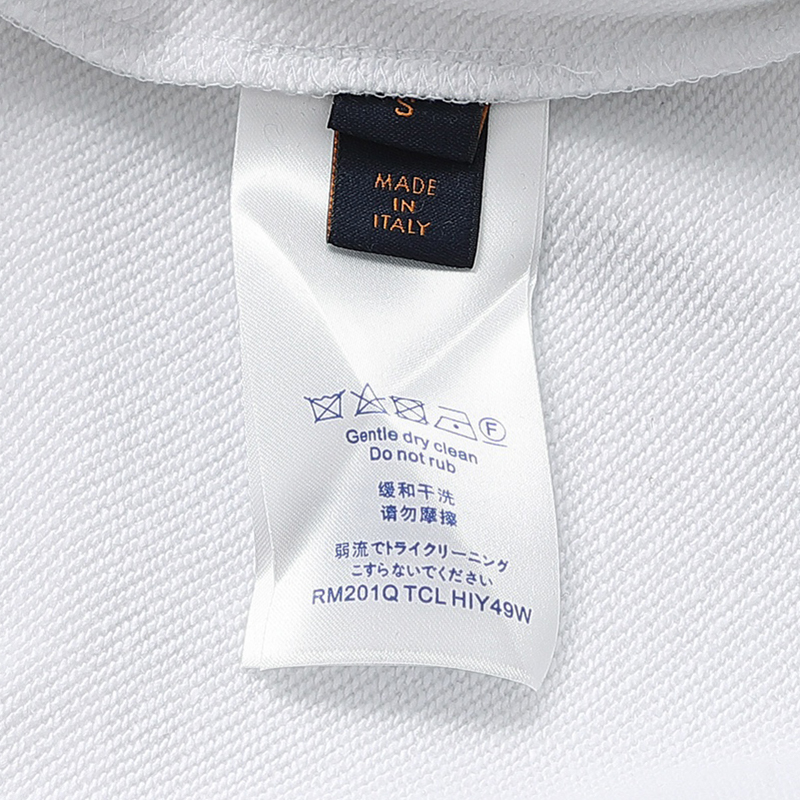 S
MADE
IN
ITALY
F
Gentle dry clean
Do not rub
缓和干洗
请勿摩擦
弱流でトライクリーニング
こすらないでください
RM201Q TCL HIY49W